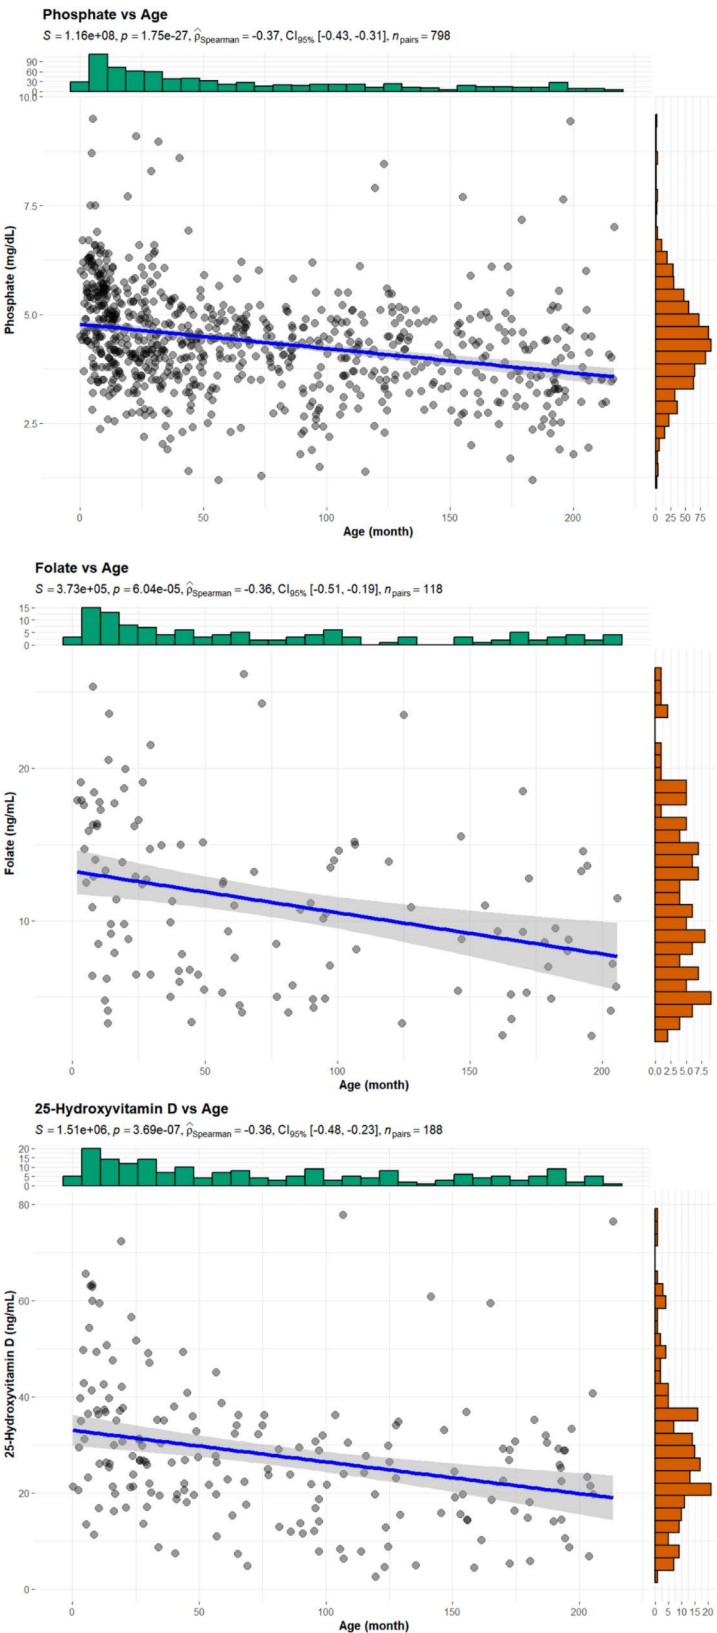 Phosphate vs Age
S = 1.16e+08, p = 1.75e-27, ρ̂Spearman = -0.37, CI95% [-0.43, -0.31], npairs = 798
90
60
30
0
10.0
7.5
5.0
2.5
Phosphate (mg/dL)
0 50 100 150 200
0 25 50 75
Age (month)
Folate vs Age
S = 3.73e+05, p = 6.04e-05, ρ̂Spearman = -0.36, CI95% [-0.51, -0.19], npairs = 118
15
10
5
0
20
10
Folate (ng/mL)
0 50 100 150 200
0.0 2.5 5.0 7.5
Age (month)
25-Hydroxyvitamin D vs Age
S = 1.51e+06, p = 3.69e-07, ρ̂Spearman = -0.36, CI95% [-0.48, -0.23], npairs = 188
20
15
10
5
0
80
60
40
20
0
25-Hydroxyvitamin D (ng/mL)
0 50 100 150 200
0 5 10 15 20
Age (month)